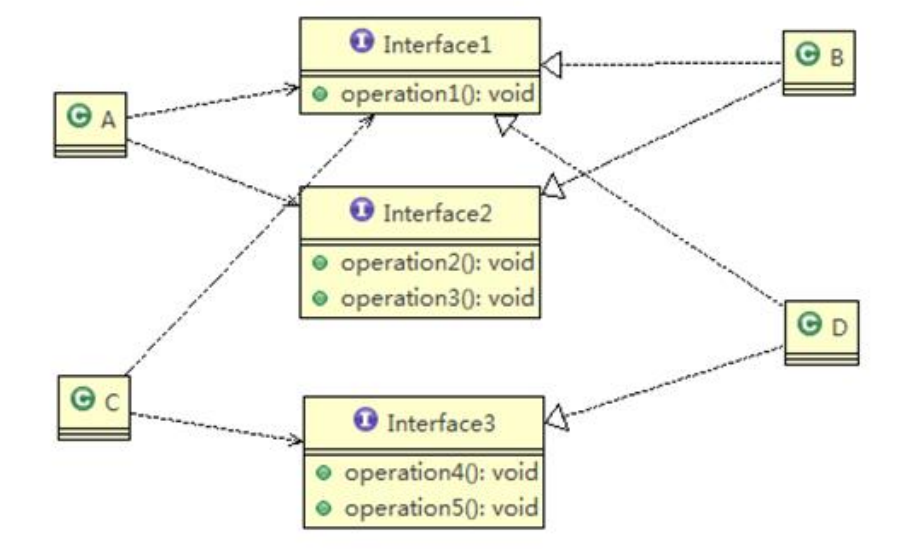 I Interface1
operation1(): void
C A
C B
I Interface2
operation2(): void
operation3(): void
C D
C C
I Interface3
operation4(): void
operation5(): void